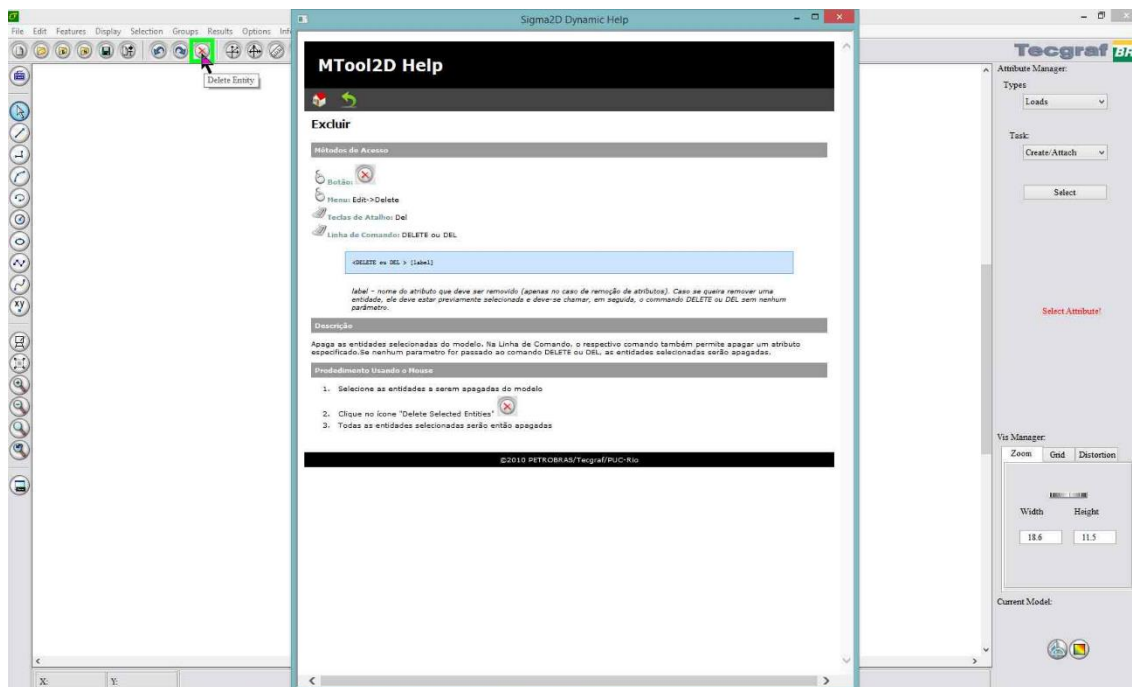 Sigma2D Dynamic Help
File Edit Features Display Selection Groups Results Options
Tecgraf
Delete Entity
MTool2D Help
Excluir
Métodos de Acesso
Botão:
Menu: Edit->Delete
Teclas de Atalho: Del
Linha de Comando: DELETE ou DEL
<DELETE ou DEL > [label]
label – nome do atributo que deve ser removido (apenas no caso de remoção de atributos). Caso se queira remover uma
entidade, ele deve estar previamente selecionada e deve-se chamar, em seguida, o commando DELETE ou DEL sem nenhum
parâmetro.
Descrição
Apaga as entidades selecionadas do modelo. Na Linha de Comando, o respectivo comando também permite apagar um atributo
especificado.Se nenhum parametro for passado ao comando DELETE ou DEL, as entidades selecionadas serão apagadas.
Prodedimento Usando o Mouse
1. Selecione as entidades a serem apagadas do modelo
2. Clique no ícone "Delete Selected Entities"
3. Todas as entidades selecionadas serão então apagadas
©2010 PETROBRAS/Tecgraf/PUC-Rio
Attribute Manager:
Types
Loads
Task:
Create/Attach
Select
Select Attribute!
Vis Manager:
Zoom Grid Distortion
Width Height
18.6 11.5
Current Model:
X: Y: